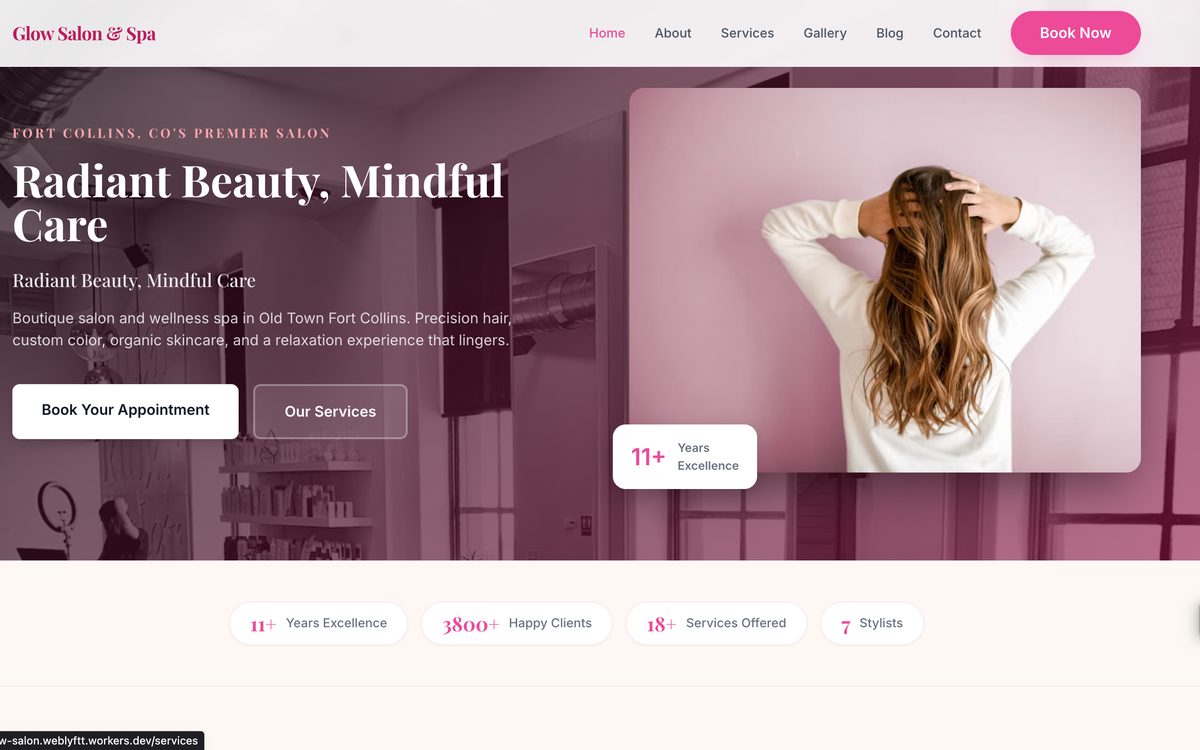 Glow Salon & Spa
Home About Services Gallery Blog Contact Book Now
FORT COLLINS, CO'S PREMIER SALON
Radiant Beauty, Mindful
Care
Radiant Beauty, Mindful Care
Boutique salon and wellness spa in Old Town Fort Collins. Precision hair,
custom color, organic skincare, and a relaxation experience that lingers.
Book Your Appointment
Our Services
11+ Years
Excellence
11+ Years Excellence
3800+ Happy Clients
18+ Services Offered
7 Stylists
w-salon.weblyftt.workers.dev/services